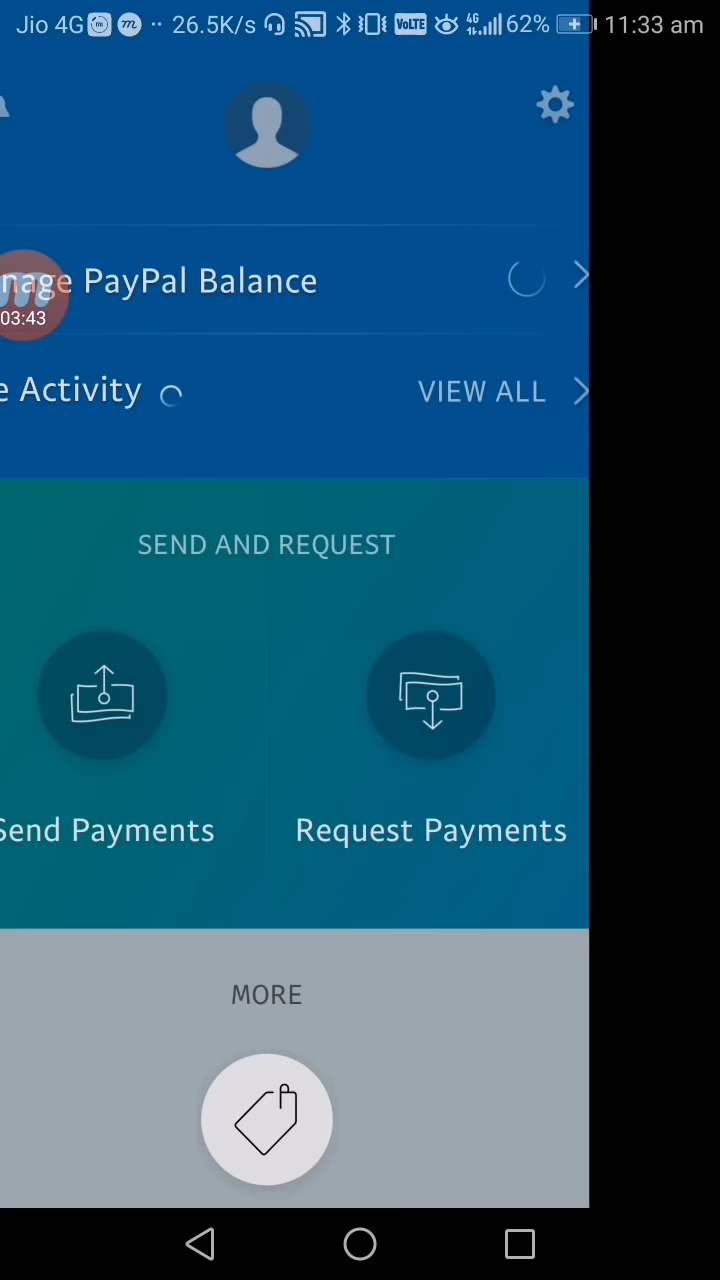 Jio 4G 26.5K/s VoLTE 4G 62% 11:33 am
nage PayPal Balance
03:43
e Activity VIEW ALL
SEND AND REQUEST
Send Payments Request Payments
MORE